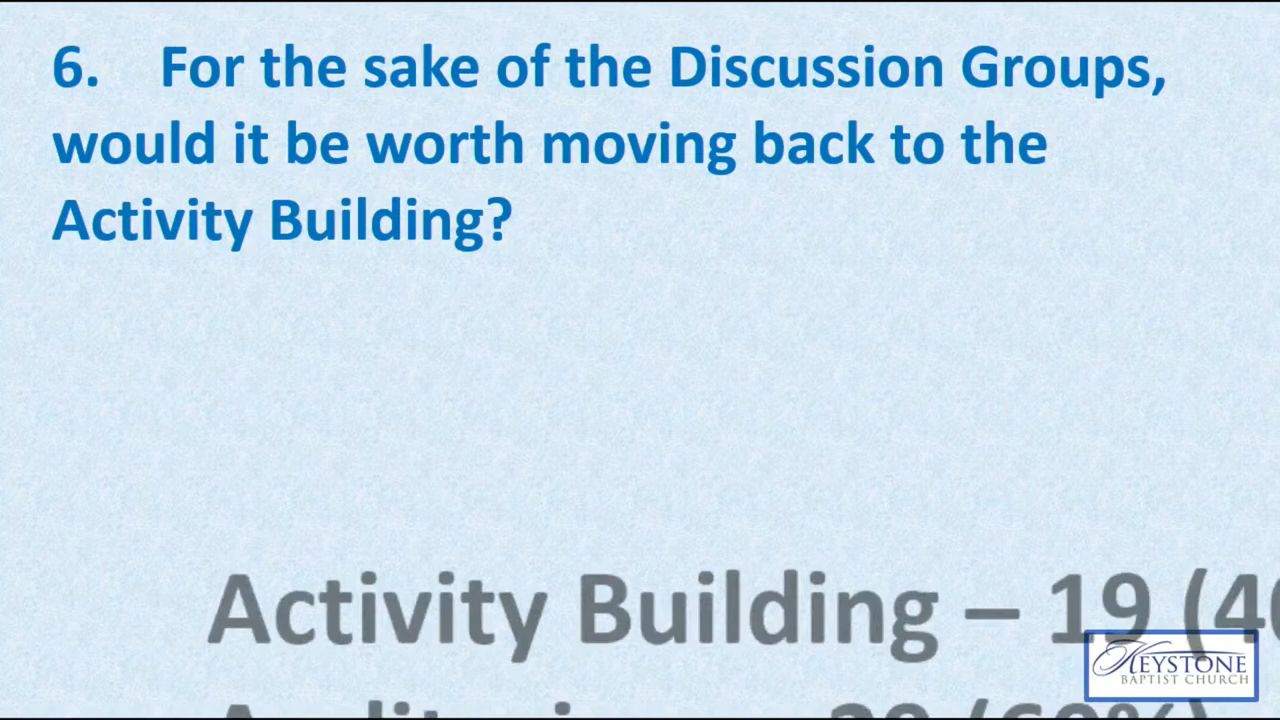 6. For the sake of the Discussion Groups,
would it be worth moving back to the
Activity Building?
Activity Building – 19 (4
KEYSTONE
BAPTIST CHURCH